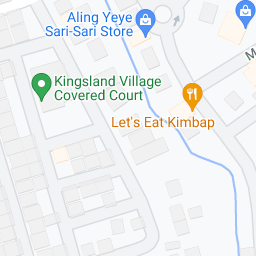 Aling Yeye
Sari-Sari Store
Kingsland Village
Covered Court
M
Let's Eat Kimbap